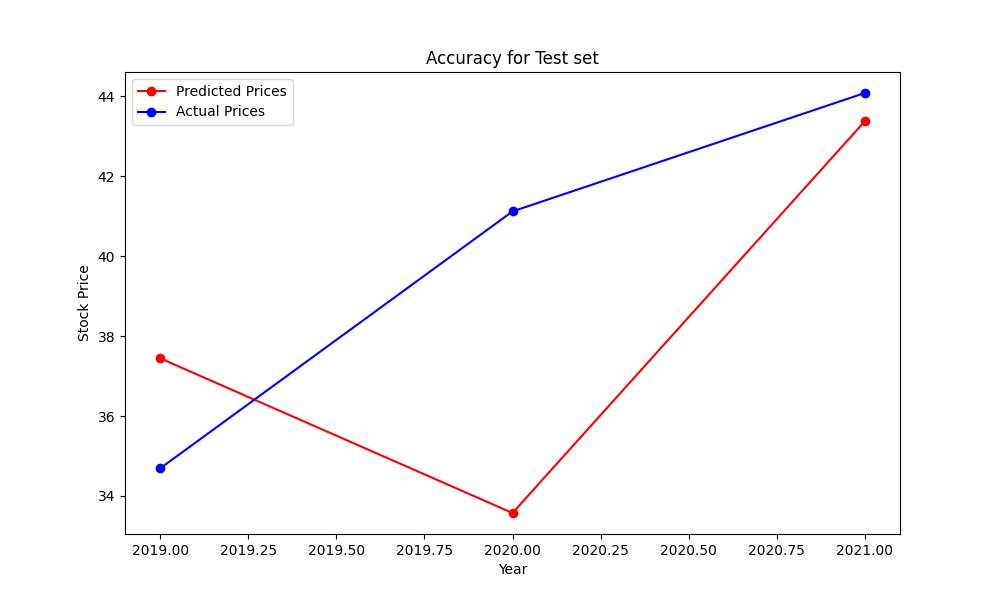 Accuracy for Test set
Predicted Prices
Actual Prices
Stock Price
44
42
40
38
36
34
2019.00 2019.25 2019.50 2019.75 2020.00 2020.25 2020.50 2020.75 2021.00
Year